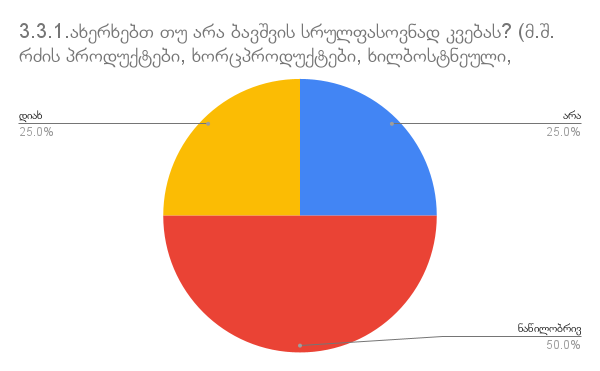 3.3.1.ახერხებთ თუ არა ბავშვის სრულფასოვნად კვებას? (მ.შ.
რძის პროდუქტები, ხორცპროდუქტები, ხილბოსტნეული,
დიახ
25.0%
არა
25.0%
ნაწილობრივ
50.0%